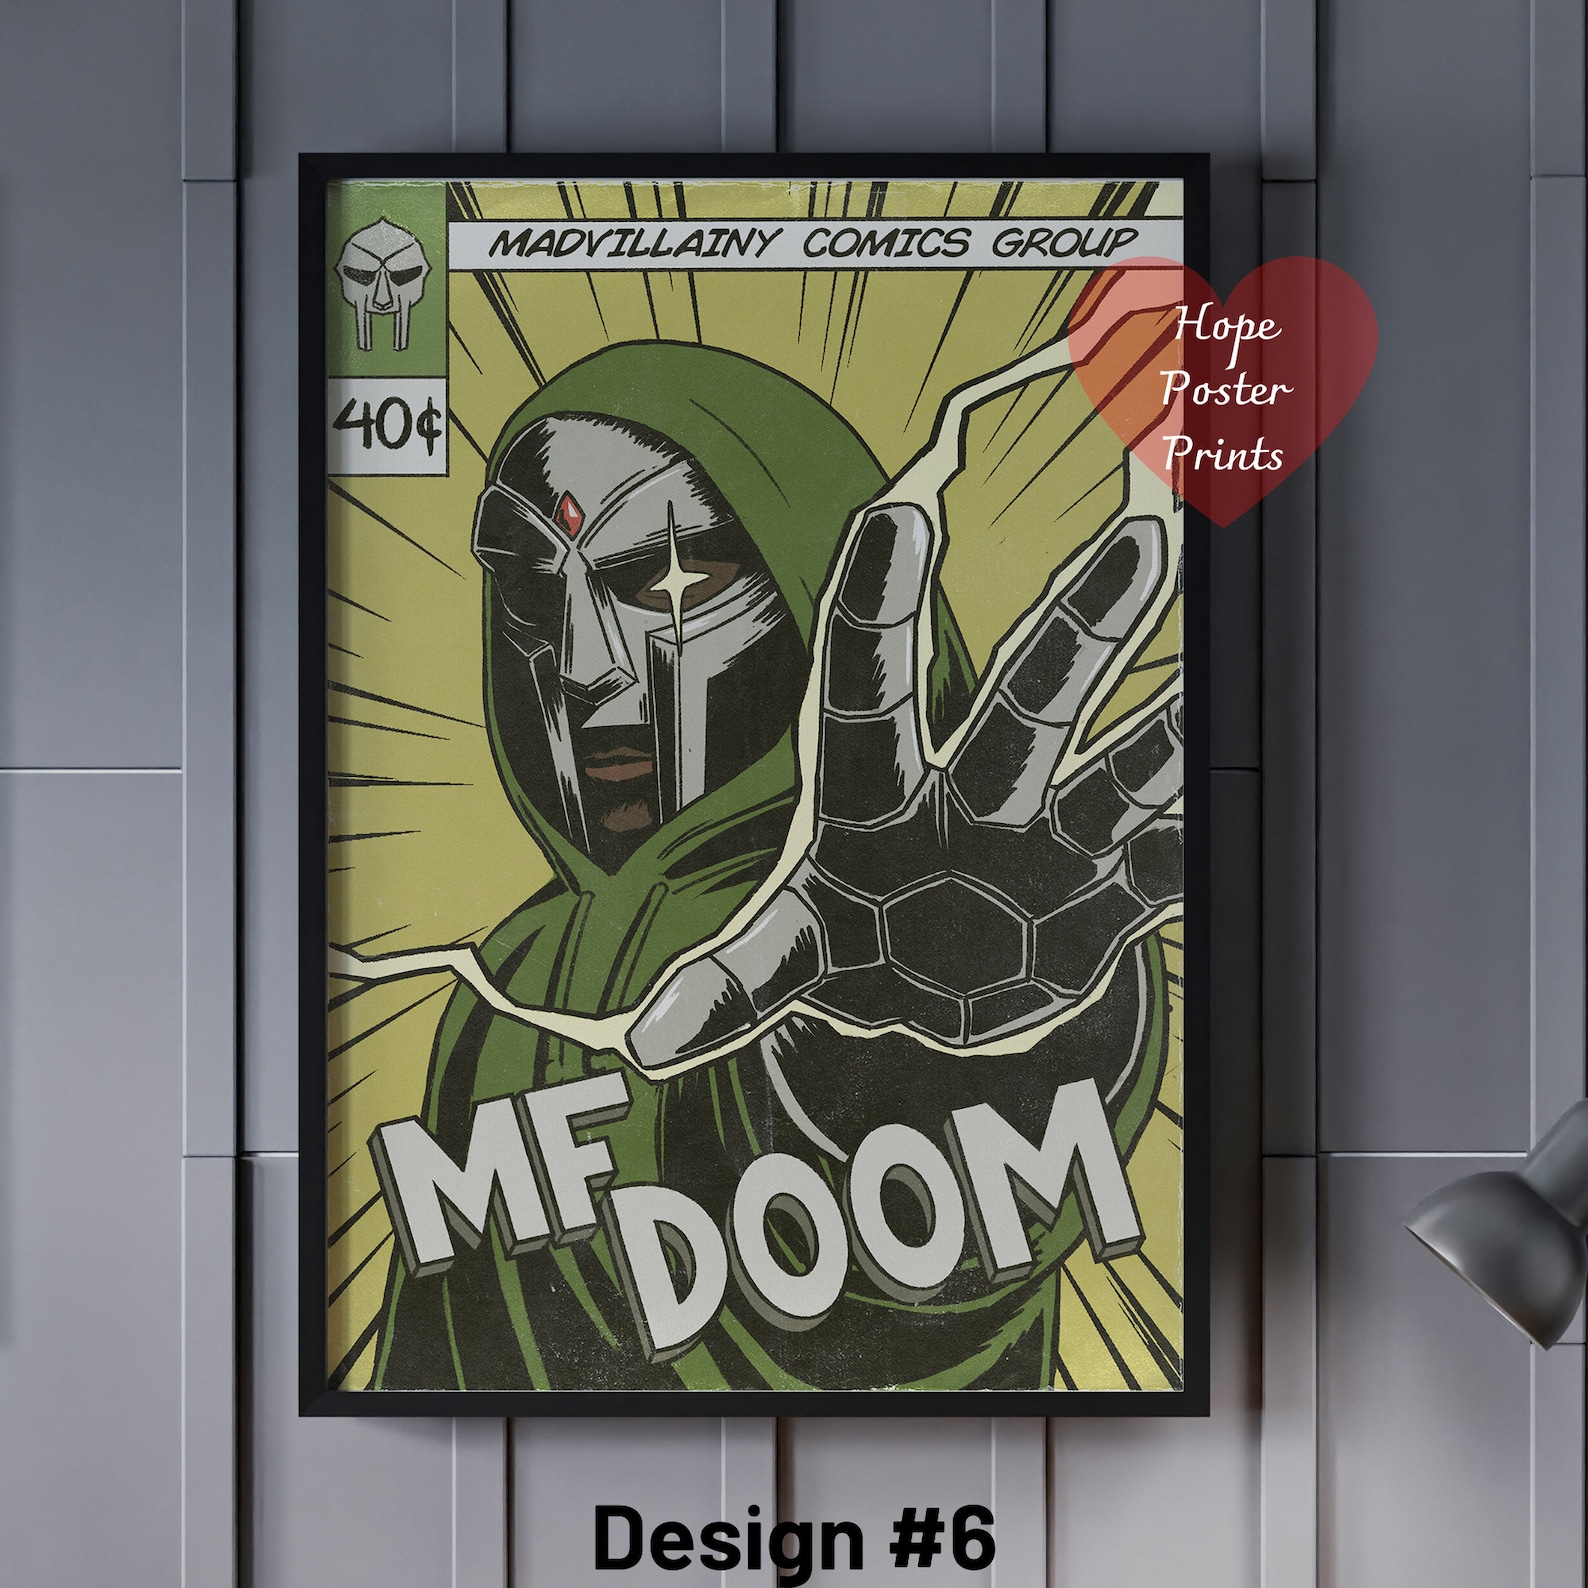 MADVILLAINY COMICS GROUP
40¢
Hope
Poster
Prints
MF
DOOM
Design #6